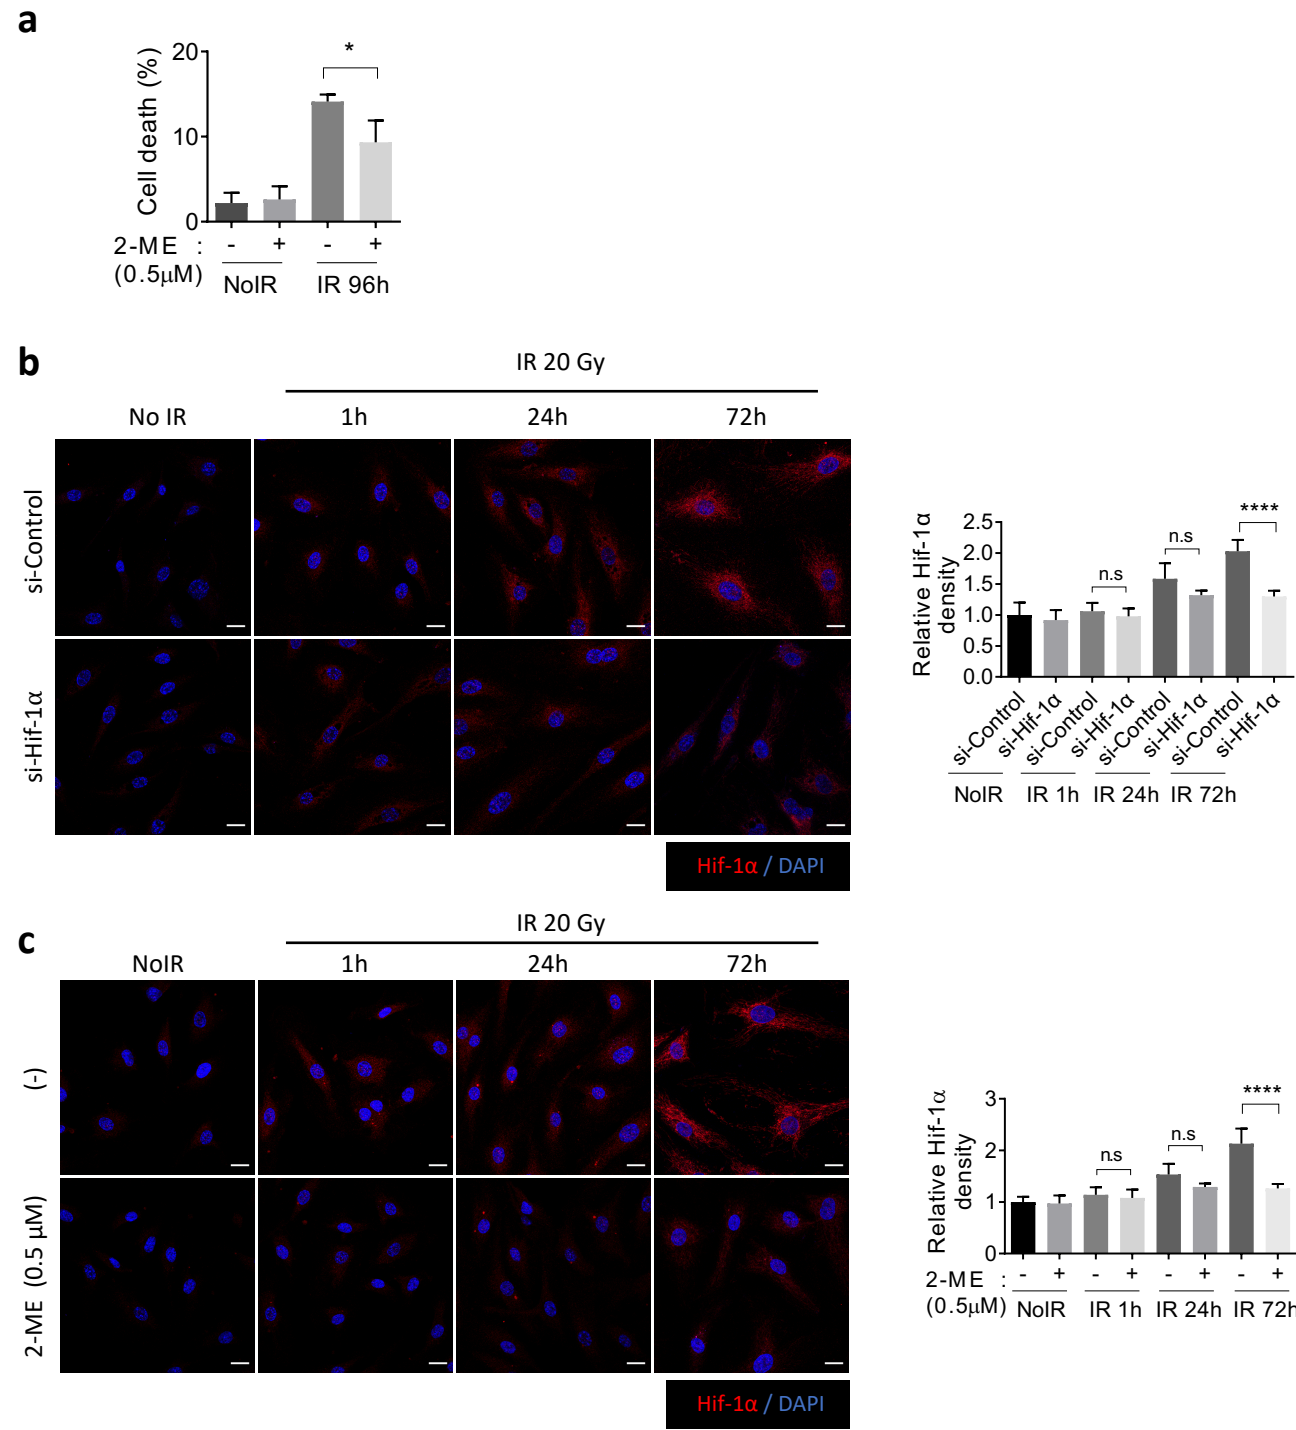 a
Cell death (%)
20
10
0
*
2-ME : - + - +
(0.5μM)
NoIR IR 96h
b
IR 20 Gy
No IR 1h 24h 72h
si-Control
si-Hif-1α
Hif-1α / DAPI
Relative Hif-1α
density
2.5
2.0
1.5
1.0
0.5
0.0
n.s n.s ****
si-Control si-Hif-1α si-Control si-Hif-1α si-Control si-Hif-1α si-Control si-Hif-1α
NoIR IR 1h IR 24h IR 72h
c
IR 20 Gy
NoIR 1h 24h 72h
(-)
2-ME (0.5 μM)
Hif-1α / DAPI
Relative Hif-1α
density
3
2
1
0
n.s n.s ****
2-ME : - + - + - + - +
(0.5μM)
NoIR IR 1h IR 24h IR 72h